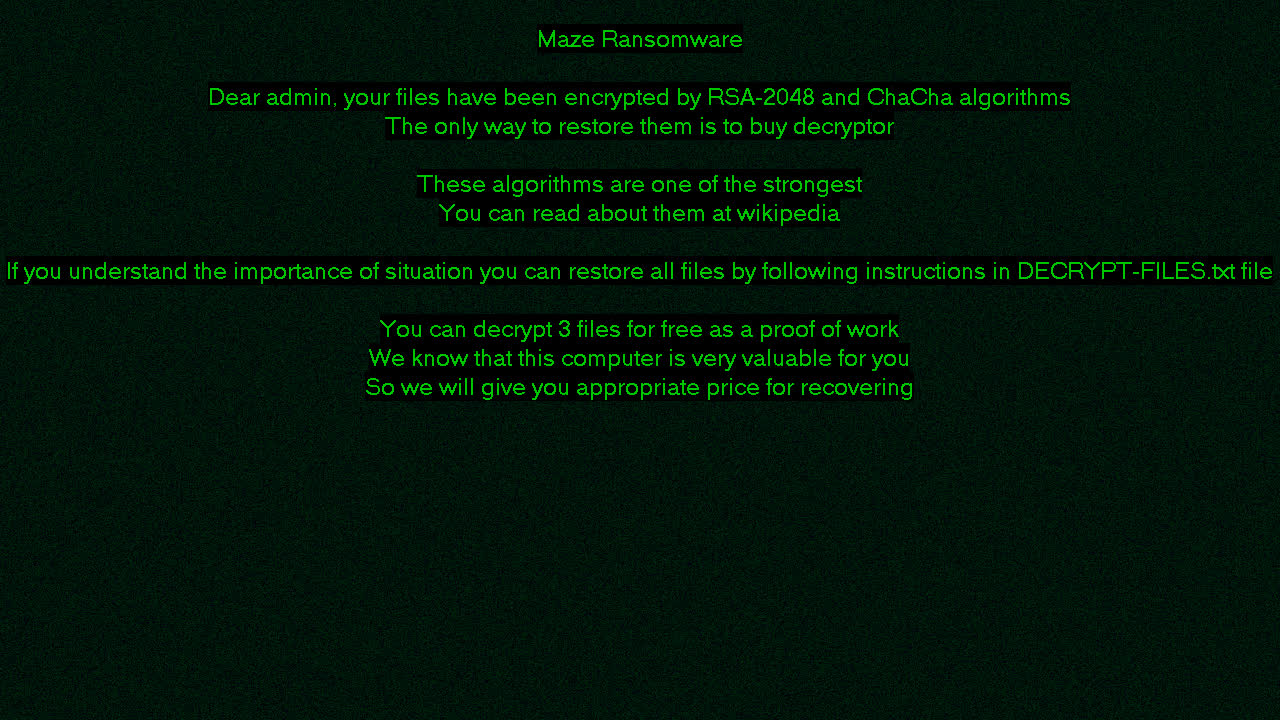 Maze Ransomware
Dear admin, your files have been encrypted by RSA-2048 and ChaCha algorithms
The only way to restore them is to buy decryptor
These algorithms are one of the strongest
You can read about them at wikipedia
If you understand the importance of situation you can restore all files by following instructions in DECRYPT-FILES.txt file
You can decrypt 3 files for free as a proof of work
We know that this computer is very valuable for you
So we will give you appropriate price for recovering